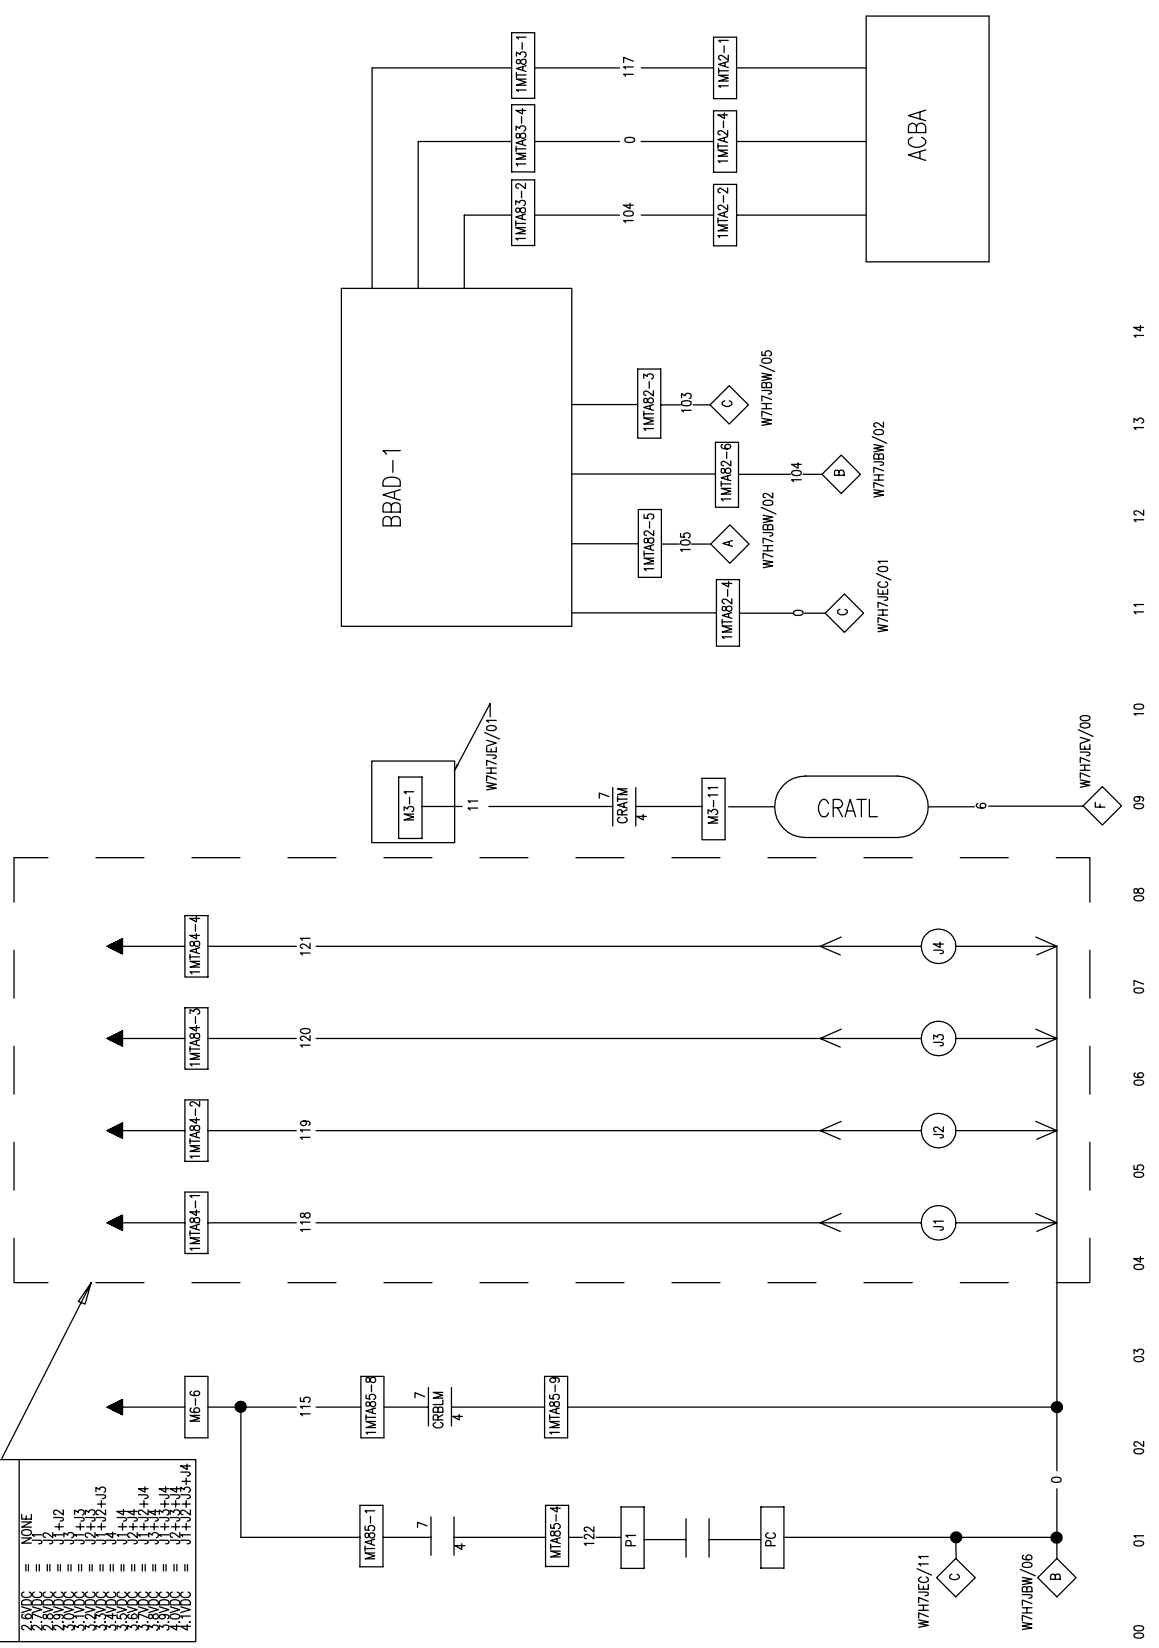 2.6VDC = NONE
2.7VDC = J1
2.8VDC = J2
2.9VDC = J1+J2
3.0VDC = J3
3.1VDC = J1+J3
3.2VDC = J2+J3
3.3VDC = J1+J2+J3
3.4VDC = J4
3.5VDC = J1+J4
3.6VDC = J2+J4
3.7VDC = J1+J2+J4
3.8VDC = J3+J4
3.9VDC = J1+J3+J4
4.0VDC = J2+J3+J4
4.1VDC = J1+J2+J3+J4
MTA85-1
7
4
MTA85-4
122
P1
PC
W7H7JEC/11
C
W7H7JBW/06
B
0
M6-6
115
1MTA85-8
7
CRBLM
4
1MTA85-9
1MTA84-1
118
J1
1MTA84-2
119
J2
1MTA84-3
120
J3
1MTA84-4
121
J4
M3-1
11
W7H7JEV/01
7
CRATM
4
M3-11
CRATL
6
F
W7H7JEV/00
BBAD-1
1MTA82-4
0
C
W7H7JEC/01
1MTA82-5
105
A
W7H7JBW/02
1MTA82-6
104
B
W7H7JBW/02
1MTA82-3
103
C
W7H7JBW/05
1MTA83-2
104
1MTA2-2
1MTA83-4
0
1MTA2-4
1MTA83-1
117
1MTA2-1
ACBA
00 01 02 03 04 05 06 07 08 09 10 11 12 13 14